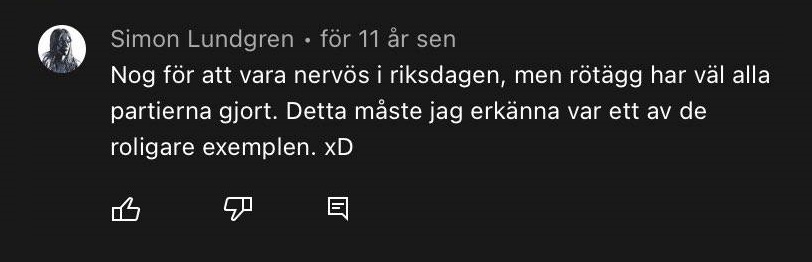 Simon Lundgren • för 11 år sen
Nog för att vara nervös i riksdagen, men rötägg har väl alla
partierna gjort. Detta måste jag erkänna var ett av de
roligare exemplen. xD